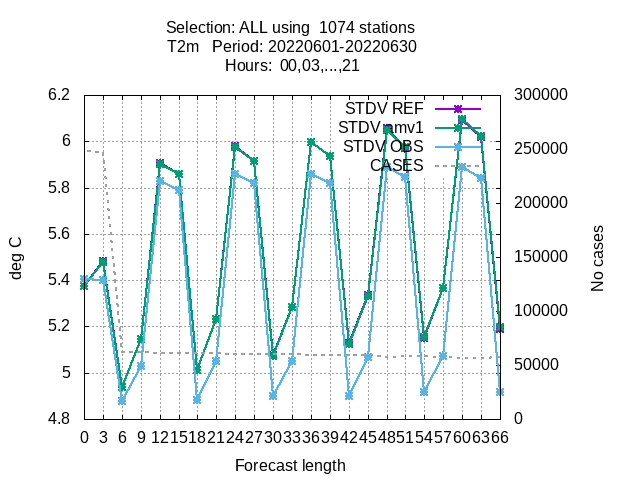 Selection: ALL using  1074 stations
T2m   Period: 20220601-20220630
Hours:  00,03,...,21
6.2
6
5.8
5.6
5.4
5.2
5
4.8
deg C
300000
250000
200000
150000
100000
50000
0
No cases
STDV REF
STDV amv1
STDV OBS
CASES
0 3 6 9 12 15 18 21 24 27 30 33 36 39 42 45 48 51 54 57 60 63 66
Forecast length